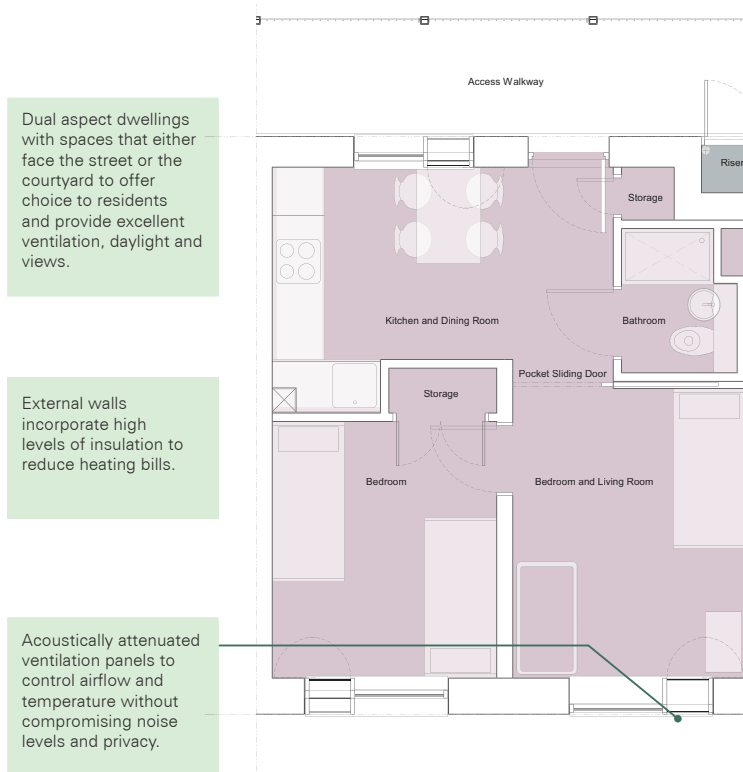 Access Walkway
Dual aspect dwellings
with spaces that either
face the street or the
courtyard to offer
choice to residents
and provide excellent
ventilation, daylight and
views.
Riser
Storage
Kitchen and Dining Room
Bathroom
Pocket Sliding Door
Storage
External walls
incorporate high
levels of insulation to
reduce heating bills.
Bedroom
Bedroom and Living Room
Acoustically attenuated
ventilation panels to
control airflow and
temperature without
compromising noise
levels and privacy.